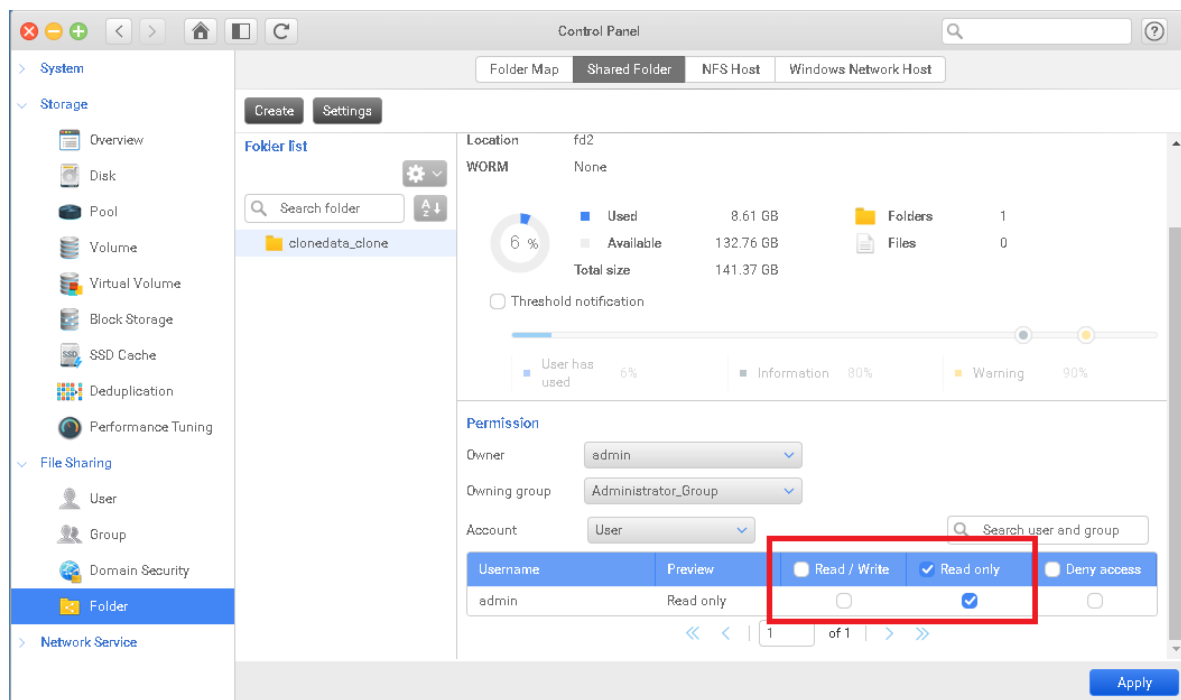 Control Panel
?
System
Folder Map Shared Folder NFS Host Windows Network Host
Storage
Overview
Disk
Pool
Volume
Virtual Volume
Block Storage
SSD
SSD Cache
Deduplication
Performance Tuning
File Sharing
User
Group
Domain Security
Folder
Network Service
Create Settings
Folder list
Search folder
A
Z
clonedata_clone
Location fd2
WORM None
6 %
Used 8.61 GB
Available 132.76 GB
Total size 141.37 GB
Folders 1
Files 0
Threshold notification
User has used 6%
Information 80%
Warning 90%
Permission
Owner admin
Owning group Administrator_Group
Account User
Search user and group
Username Preview Read / Write Read only Deny access
admin Read only
1 of 1
Apply